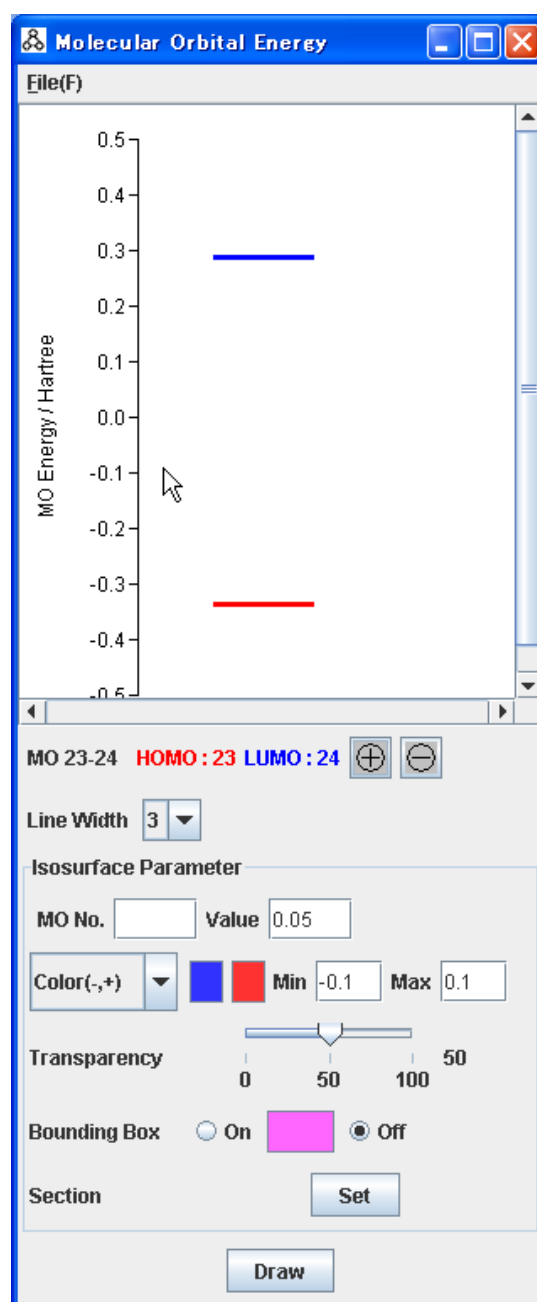 Molecular Orbital Energy
File(F)
0.5
0.4
0.3
0.2
0.1
0.0
-0.1
-0.2
-0.3
-0.4
-0.5
MO Energy / Hartree
MO 23-24 HOMO : 23 LUMO : 24
Line Width 3
Isosurface Parameter
MO No. Value 0.05
Color(-,+) Min -0.1 Max 0.1
Transparency 50
0 50 100
Bounding Box On Off
Section Set
Draw